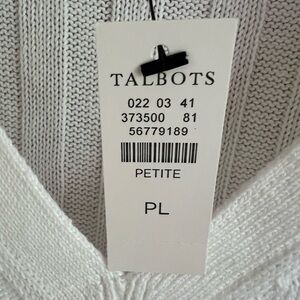 TALBOTS
022 03 41
373500 81
56779189
PETITE
PL